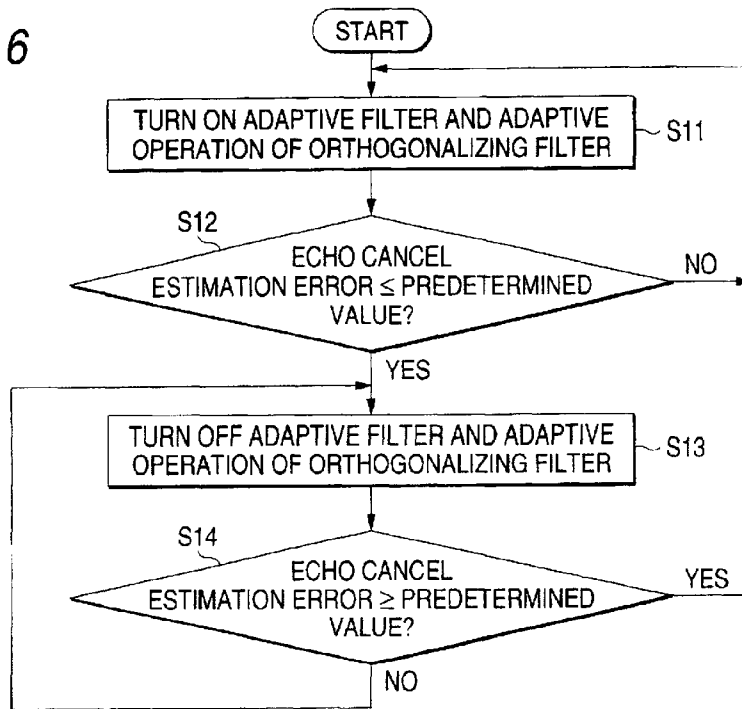 6
START
TURN ON ADAPTIVE FILTER AND ADAPTIVE
OPERATION OF ORTHOGONALIZING FILTER
S11
S12
ECHO CANCEL
ESTIMATION ERROR ≤ PREDETERMINED
VALUE?
NO
YES
TURN OFF ADAPTIVE FILTER AND ADAPTIVE
OPERATION OF ORTHOGONALIZING FILTER
S13
S14
ECHO CANCEL
ESTIMATION ERROR ≥ PREDETERMINED
VALUE?
YES
NO